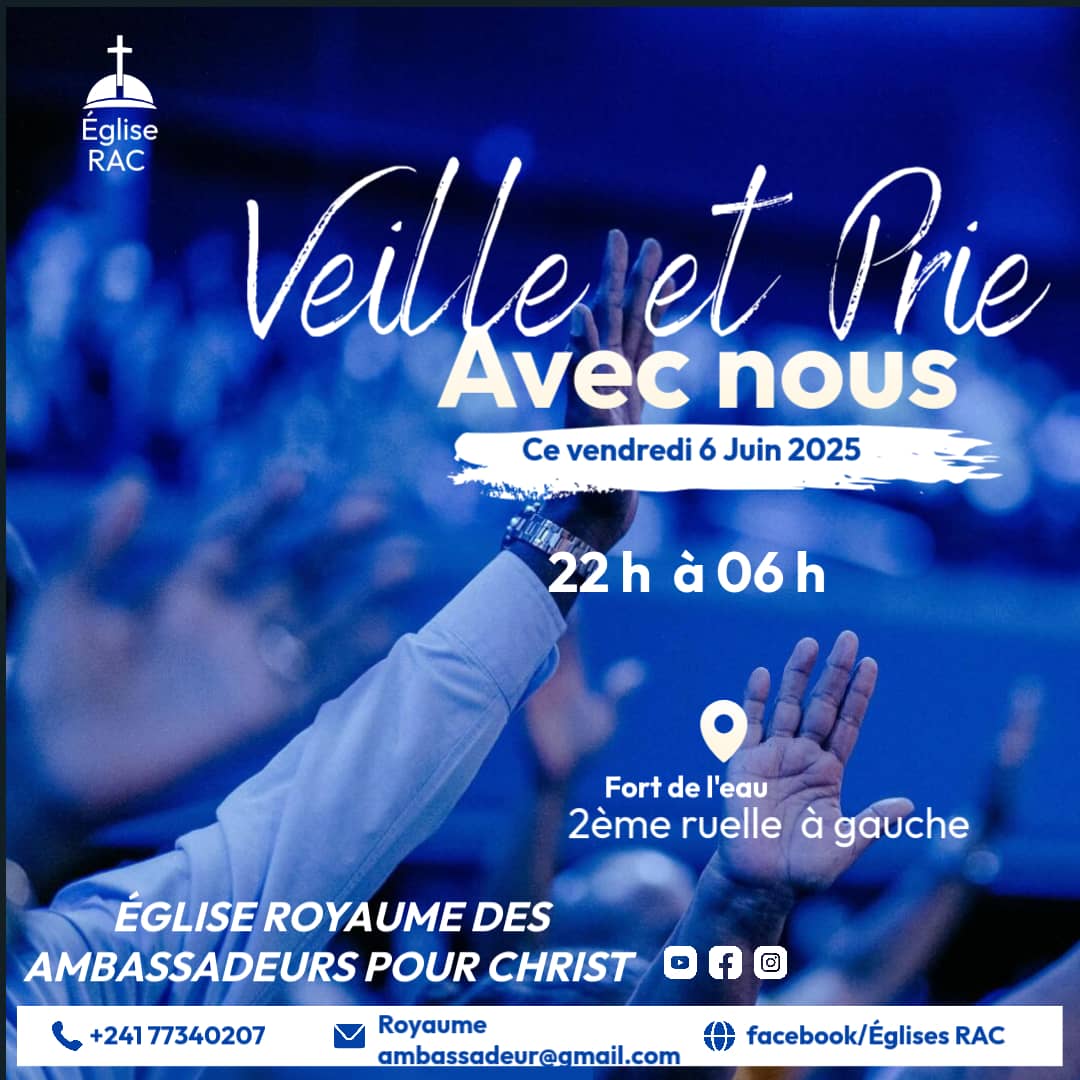 Église
RAC
Veille et Prie
Avec nous
Ce vendredi 6 Juin 2025
22 h à 06 h
Fort de l'eau
2ème ruelle à gauche
ÉGLISE ROYAUME DES
AMBASSADEURS POUR CHRIST
+241 77340207
Royaume
ambassadeur@gmail.com
facebook/Églises RAC